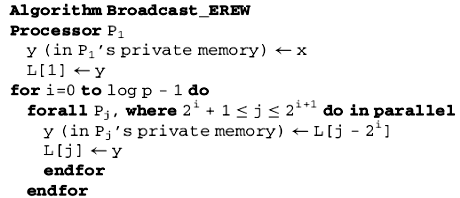 Algorithm Broadcast_EREW
Processor P₁
y (in P₁'s private memory) ← x
L[1] ← y
for i=0 to log p - 1 do
forall Pⱼ, where 2ⁱ + 1 ≤ j ≤ 2ⁱ⁺¹ do in parallel
y (in Pⱼ's private memory) ← L[j - 2ⁱ]
L[j] ← y
endfor
endfor